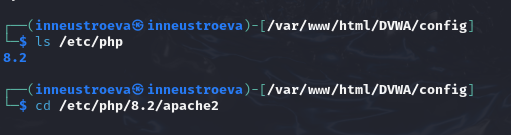 ┌──(inneustroeva㉿inneustroeva)-[/var/www/html/DVWA/config]
└─$ ls /etc/php
8.2
┌──(inneustroeva㉿inneustroeva)-[/var/www/html/DVWA/config]
└─$ cd /etc/php/8.2/apache2